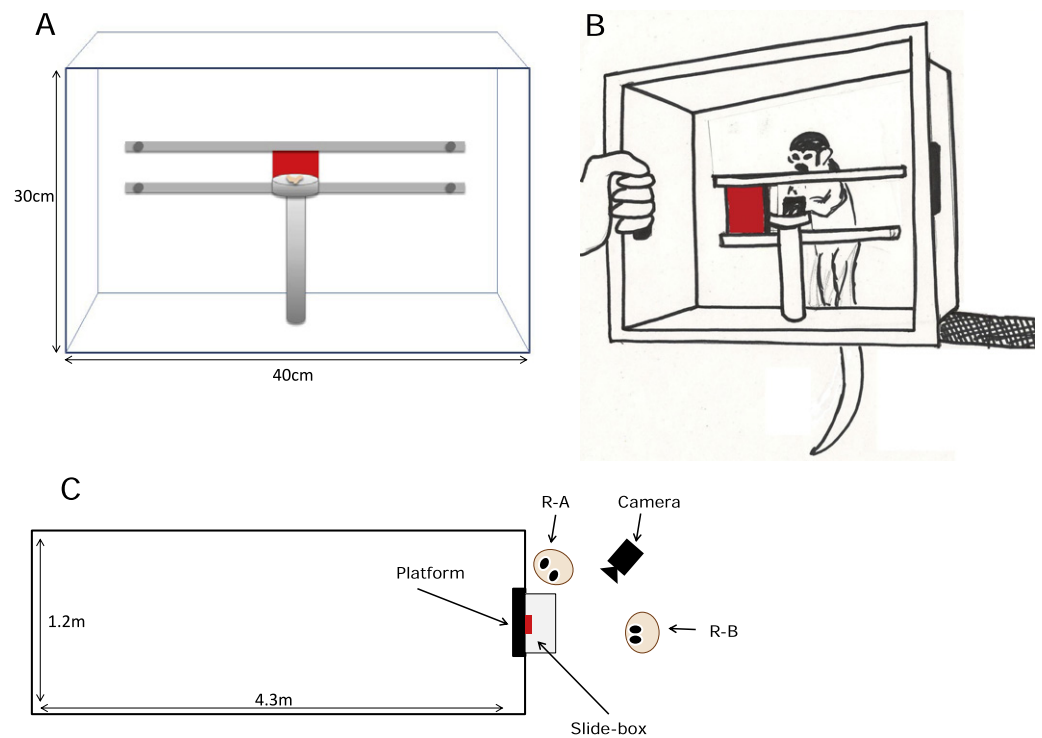 A
B
30cm
40cm
C
R-A
Camera
Platform
1.2m
R-B
4.3m
Slide-box